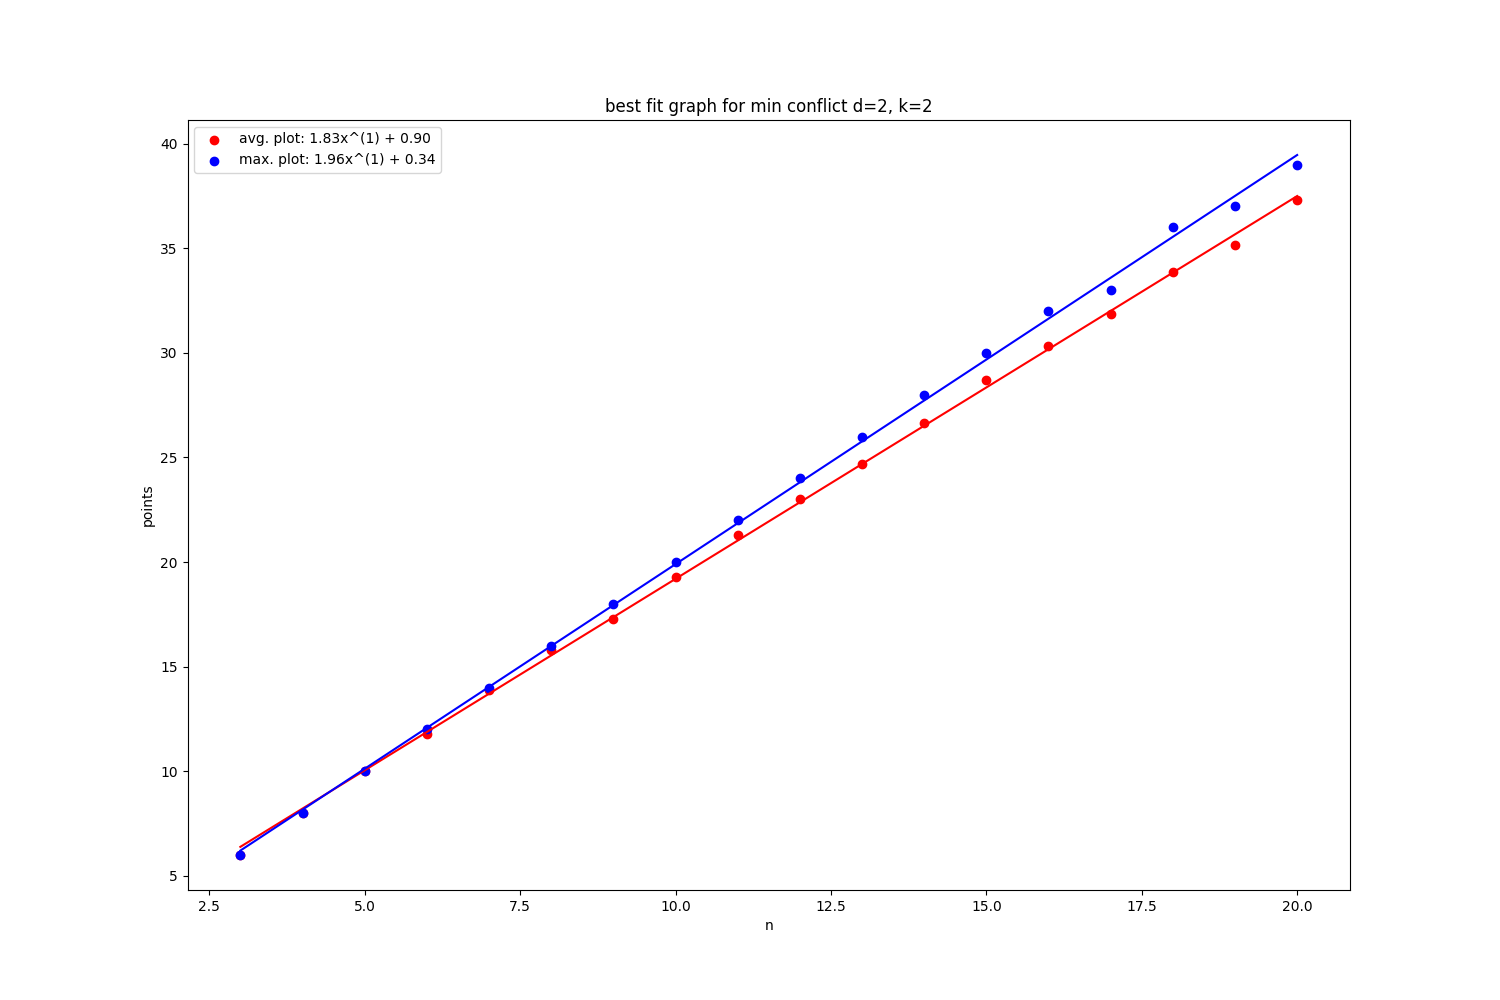 best fit graph for min conflict d=2, k=2
avg. plot: 1.83x^(1) + 0.90
max. plot: 1.96x^(1) + 0.34
40
35
30
25
20
15
10
5
points
2.5 5.0 7.5 10.0 12.5 15.0 17.5 20.0
n